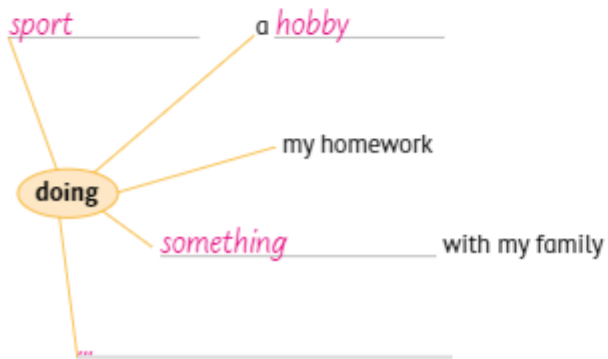 sport
a hobby
my homework
doing
something with my family
...